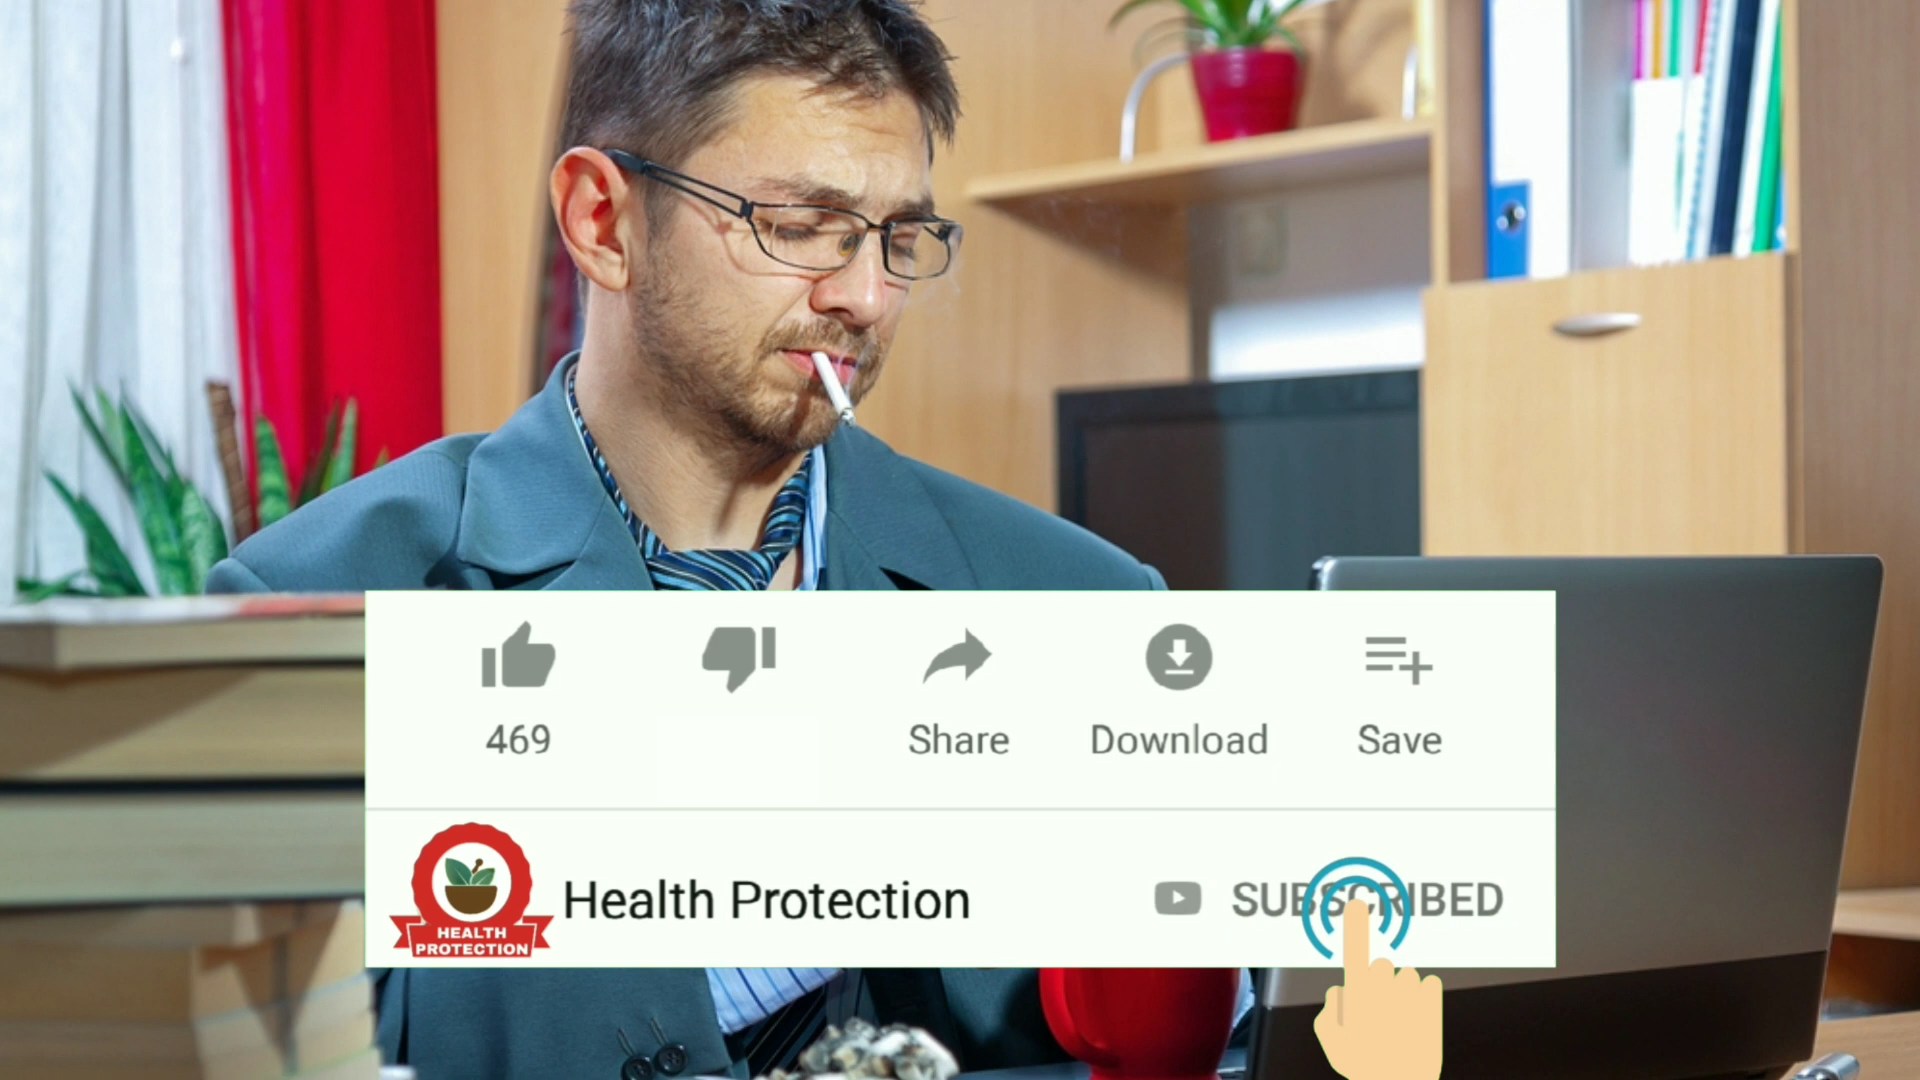 469
Share
Download
Save
HEALTH
PROTECTION
Health Protection
SUBSCRIBED